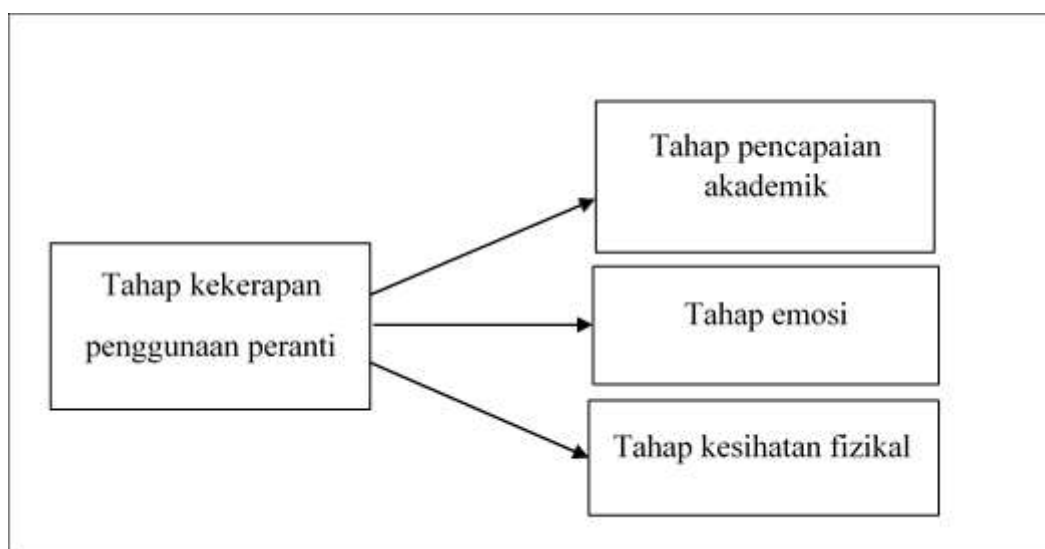 Tahap kekerapan
penggunaan peranti
Tahap pencapaian
akademik
Tahap emosi
Tahap kesihatan fizikal